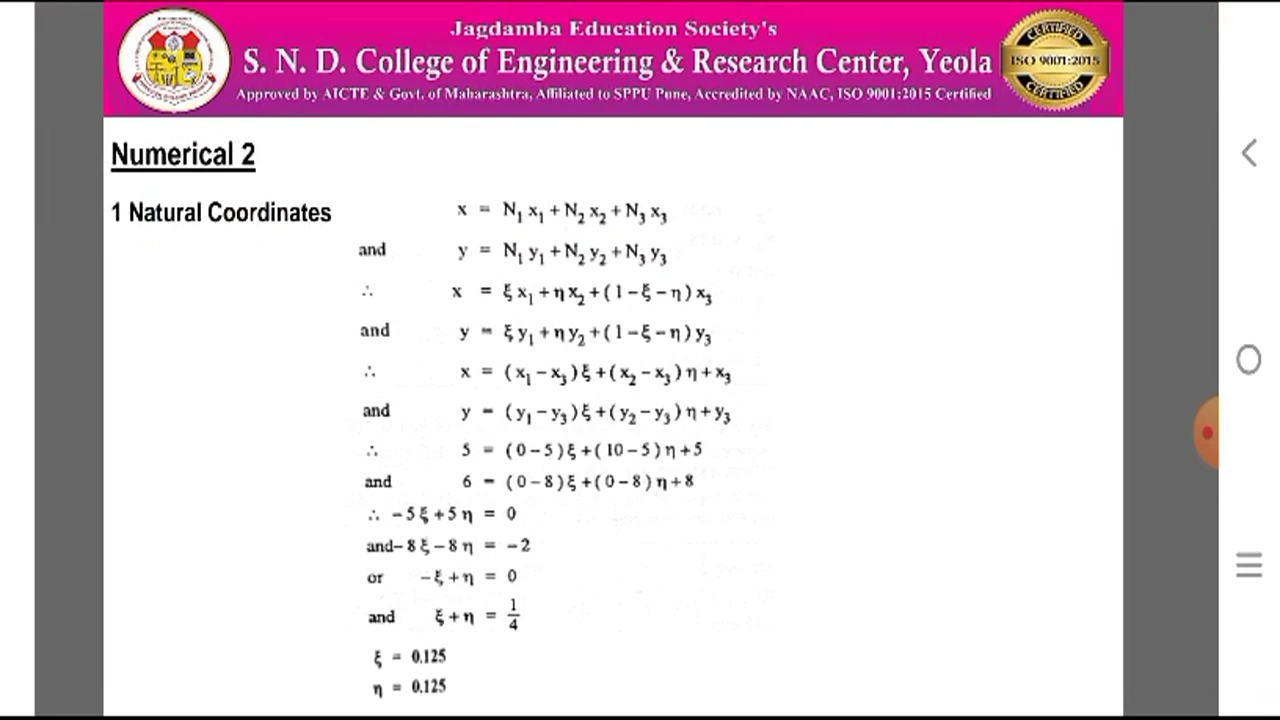 Jagdamba Education Society's
S. N. D. College of Engineering & Research Center, Yeola
Approved by AICTE & Govt. of Maharashtra, Affiliated to SPPU Pune, Accredited by NAAC, ISO 9001:2015 Certified
CERTIFIED
ISO 9001:2015
CERTIFIED
Numerical 2
1 Natural Coordinates
x = N₁ x₁ + N₂ x₂ + N₃ x₃
and y = N₁ y₁ + N₂ y₂ + N₃ y₃
∴ x = ξ x₁ + η x₂ + ( 1 − ξ − η ) x₃
and y = ξ y₁ + η y₂ + ( 1 − ξ − η ) y₃
∴ x = ( x₁ − x₃ ) ξ + ( x₂ − x₃ ) η + x₃
and y = ( y₁ − y₃ ) ξ + ( y₂ − y₃ ) η + y₃
∴ 5 = ( 0 − 5 ) ξ + ( 10 − 5 ) η + 5
and 6 = ( 0 − 8 ) ξ + ( 0 − 8 ) η + 8
∴ − 5 ξ + 5 η = 0
and − 8 ξ − 8 η = − 2
or − ξ + η = 0
and ξ + η = 1/4
ξ = 0.125
η = 0.125